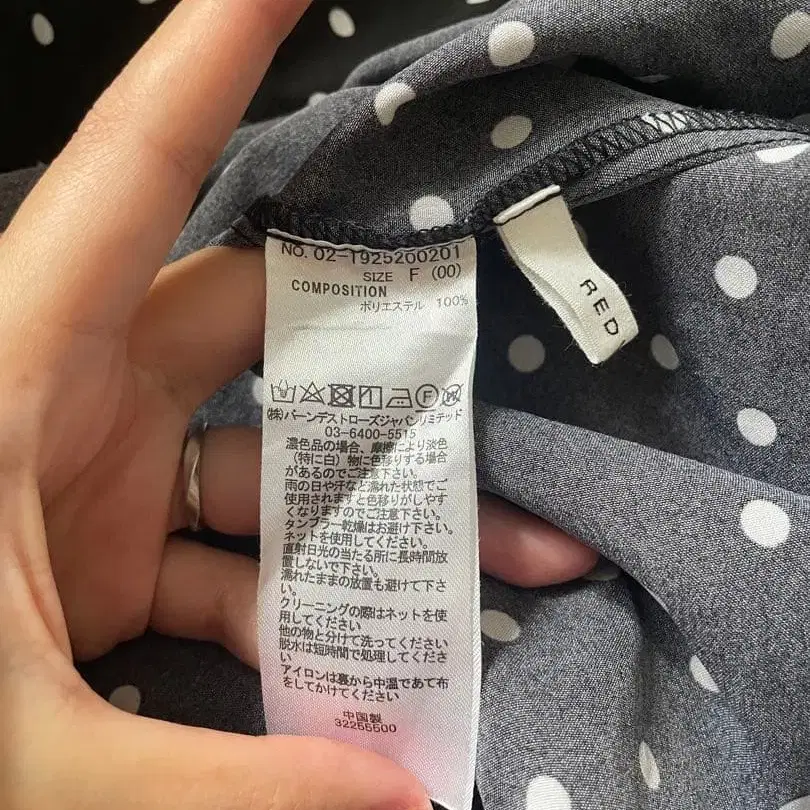 NO. 02-1925200201
SIZE F (00)
COMPOSITION
ポリエステル 100%
F
(株)バーンデストローズジャパンリミテッド
03-6400-5515
濃色品の場合、摩擦により淡色
(特に白)物に色移りする場合
があるのでご注意下さい。
雨の日や汗など濡れた状態でご
使用されますと色移りがしやす
くなりますのでご注意下さい。
タンブラー乾燥はお避け下さい。
ネットを使用してください。
直射日光の当たる所に長時間放
置しないで下さい。
濡れたままの放置も避けて下さ
い。
クリーニングの際はネットを使
用してください
他の物と分けて洗ってください
脱水は短時間で処理してくださ
い
アイロンは裏から中温であて布
をしてかけてください
中国製
32255500
RED